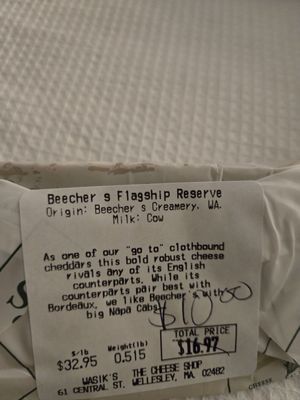 Beecher s Flagship Reserve
Origin: Beecher s Creamery, WA.
Milk: Cow
As one of our "go to" clothbound
cheddars this bold robust cheese
rivals any of its English
counterparts. While its
counterparts pair best with
Bordeaux, we like Beecher's with
big Napa Cabs!
$10.00
$/lb Weight(lb) TOTAL PRICE
$32.95 0.515 $16.97
WASIK'S THE CHEESE SHOP
61 CENTRAL ST. WELLESLEY, MA 02482
S
CHEESE